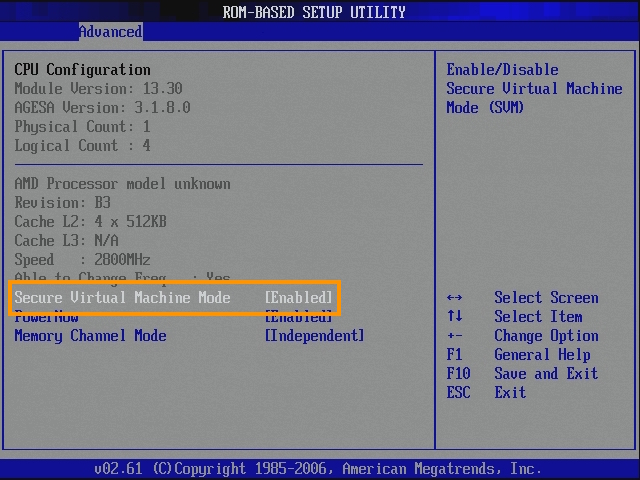 ROM-BASED SETUP UTILITY
Advanced
CPU Configuration
Module Version: 13.30
AGESA Version: 3.1.8.0
Physical Count: 1
Logical Count : 4
AMD Processor model unknown
Revision: B3
Cache L2: 4 x 512KB
Cache L3: N/A
Speed : 2800MHz
Able to Change Freq. : Yes
Secure Virtual Machine Mode [Enabled]
PowerNow [Enabled]
Memory Channel Mode [Independent]
Enable/Disable
Secure Virtual Machine
Mode (SVM)
↔ Select Screen
↑↓ Select Item
+- Change Option
F1 General Help
F10 Save and Exit
ESC Exit
v02.61 (C)Copyright 1985-2006, American Megatrends, Inc.